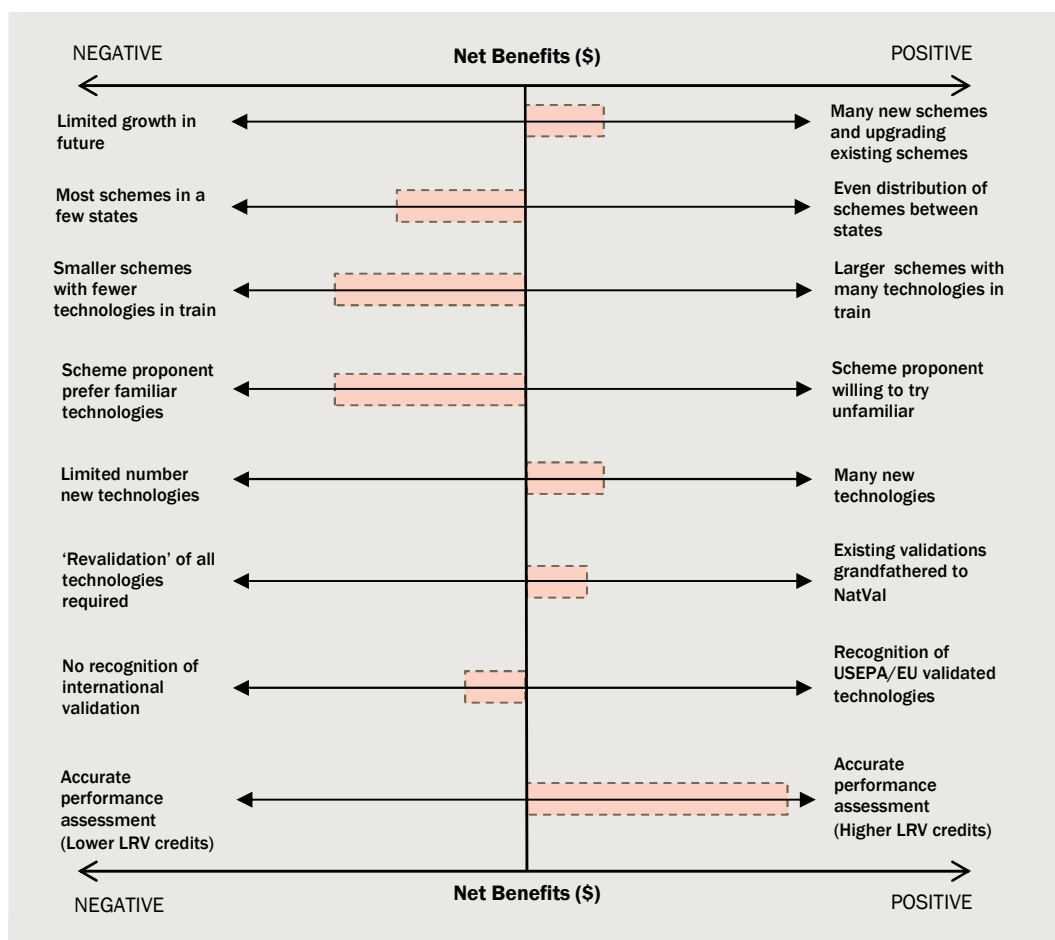 NEGATIVE
Net Benefits ($)
POSITIVE
Limited growth in
future
Many new schemes
and upgrading
existing schemes
Most schemes in a
few states
Even distribution of
schemes between
states
Smaller schemes
with fewer
technologies in train
Larger schemes with
many technologies in
train
Scheme proponent
prefer familiar
technologies
Scheme proponent
willing to try
unfamiliar
Limited number
new technologies
Many new
technologies
‘Revalidation’ of all
technologies
required
Existing validations
grandfathered to
NatVal
No recognition of
international
validation
Recognition of
USEPA/EU validated
technologies
Accurate
performance
assessment
(Lower LRV credits)
Accurate
performance
assessment
(Higher LRV credits)
NEGATIVE
Net Benefits ($)
POSITIVE